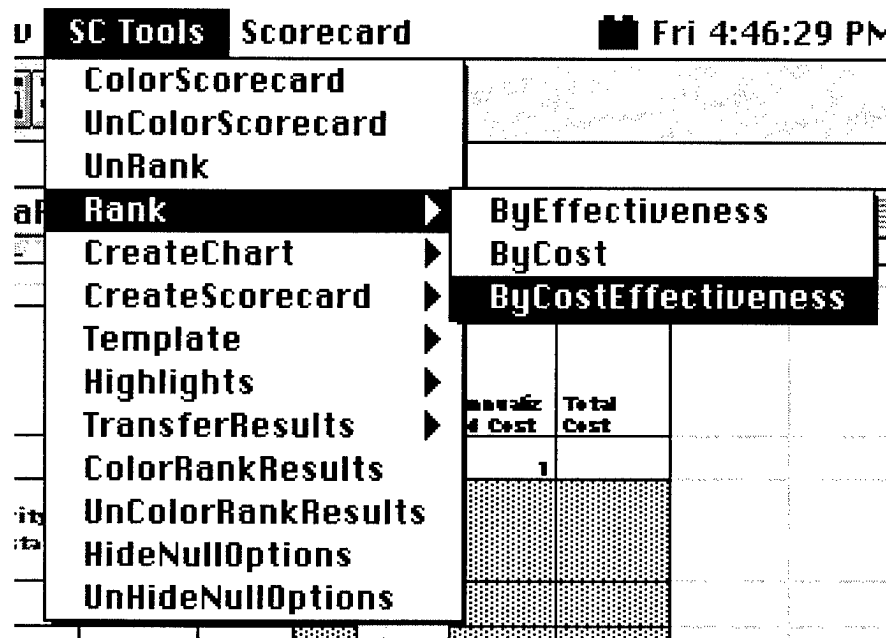 SC Tools Scorecard Fri 4:46:29 PM
ColorScorecard
UnColorScorecard
UnRank
Rank
ByEffectiveness
ByCost
ByCostEffectiveness
CreateChart
CreateScorecard
Template
Highlights
TransferResults
ColorRankResults
UnColorRankResults
HideNullOptions
UnHideNullOptions
d Cost
Total
Cost
1